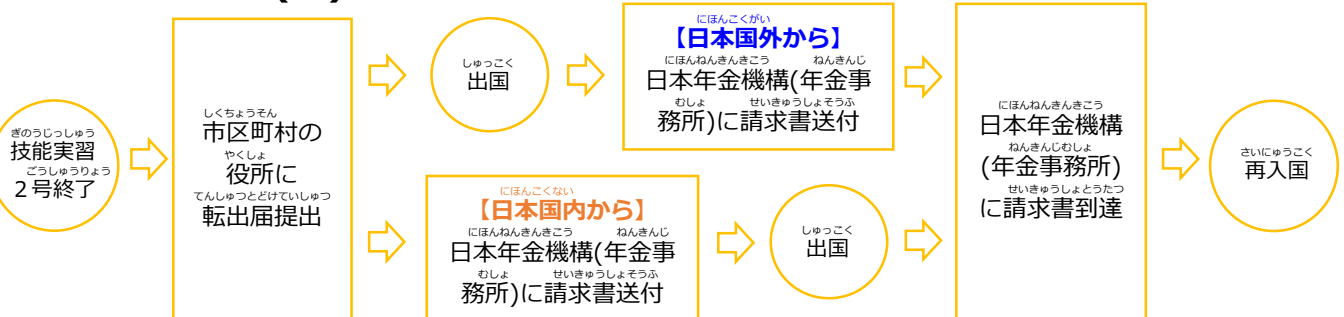 ぎのうじっしゅう
技能実習
ごうしゅうりょう
２号終了
しくちょうそん
市区町村の
やくしょ
役所に
てんしゅつとどけていしゅつ
転出届提出
しゅっこく
出国
にほんこくがい
【日本国外から】
にほんねんきんきこう ねんきんじ
日本年金機構(年金事
むしょ せいきゅうしょそうふ
務所)に請求書送付
にほんこくない
【日本国内から】
にほんねんきんきこう ねんきんじ
日本年金機構(年金事
むしょ せいきゅうしょそうふ
務所)に請求書送付
しゅっこく
出国
にほんねんきんきこう
日本年金機構
ねんきんじむしょ
(年金事務所)
せいきゅうしょとうたつ
に請求書到達
さいにゅうこく
再入国